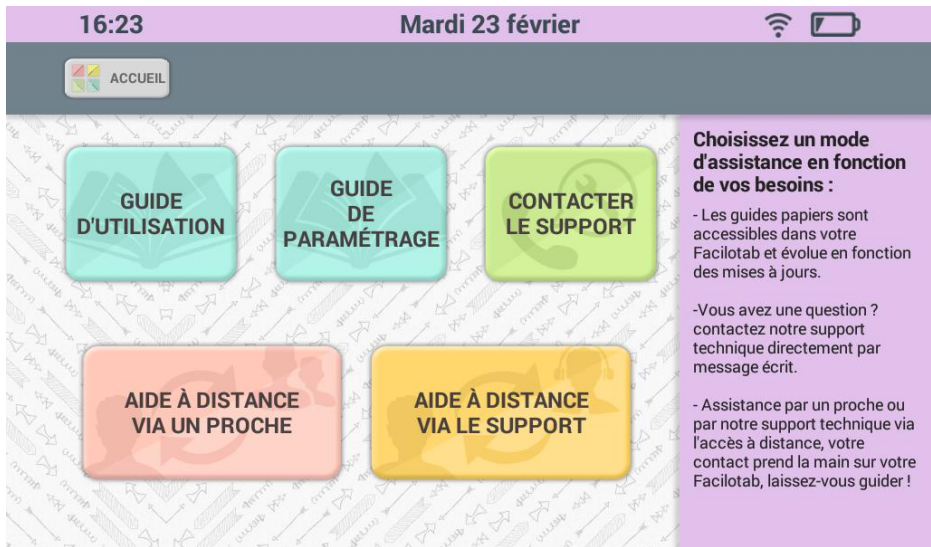 16:23
Mardi 23 février
ACCUEIL
GUIDE
D'UTILISATION
GUIDE
DE
PARAMÉTRAGE
CONTACTER
LE SUPPORT
AIDE À DISTANCE
VIA UN PROCHE
AIDE À DISTANCE
VIA LE SUPPORT
Choisissez un mode
d'assistance en fonction
de vos besoins :
- Les guides papiers sont
accessibles dans votre
Facilotab et évolue en fonction
des mises à jours.
-Vous avez une question ?
contactez notre support
technique directement par
message écrit.
- Assistance par un proche ou
par notre support technique via
l'accès à distance, votre
contact prend la main sur votre
Facilotab, laissez-vous guider !